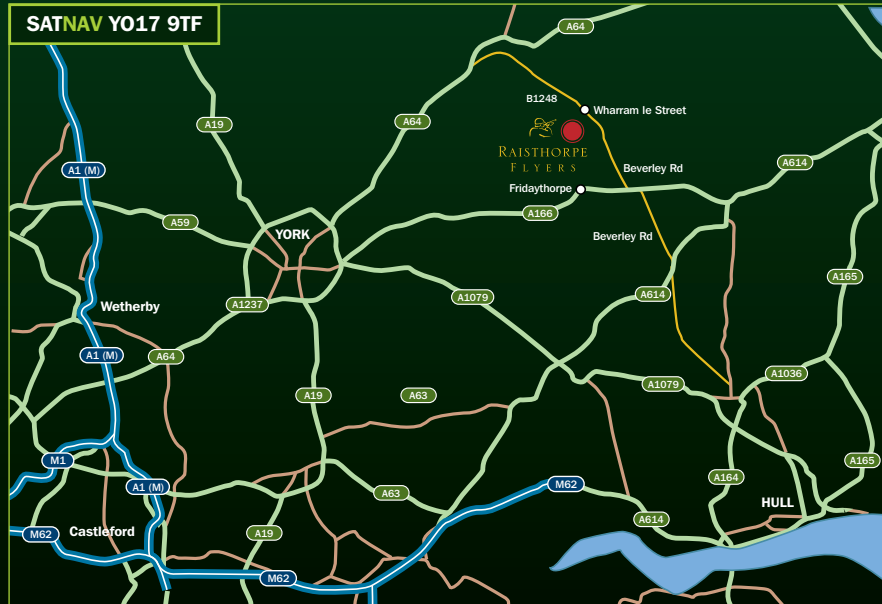 SATNAV YO17 9TF
A64
B1248
Wharram le Street
A19
A64
RAISTHORPE
FLYERS
A614
A1 (M)
Beverley Rd
Fridaythorpe
A166
A59
YORK
Beverley Rd
A165
Wetherby
A1237
A1079
A614
A1 (M)
A64
A1036
A1079
A19
A63
M1
A165
A1 (M)
A63
M62
A164
HULL
A614
M62
Castleford
A19
M62